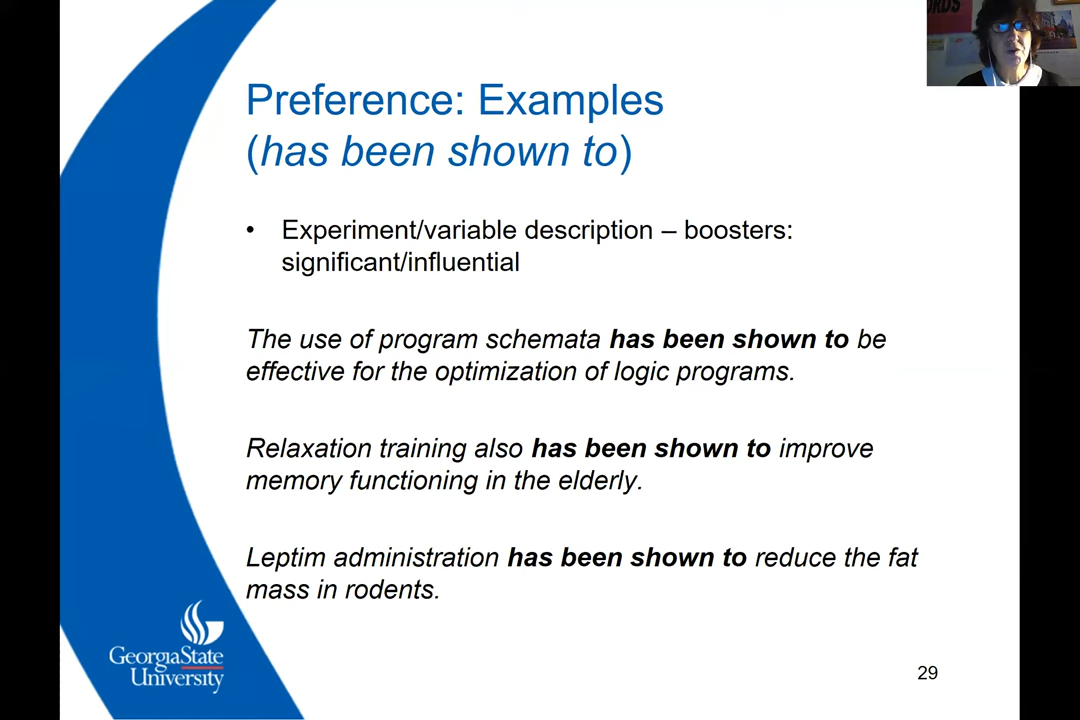 ORDS
Preference: Examples
(has been shown to)
• Experiment/variable description – boosters:
significant/influential
The use of program schemata has been shown to be
effective for the optimization of logic programs.
Relaxation training also has been shown to improve
memory functioning in the elderly.
Leptim administration has been shown to reduce the fat
mass in rodents.
GeorgiaState
University
29